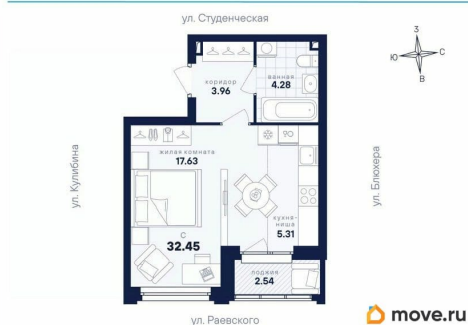 ул. Студенческая
З
Ю С
В
коридор
3.96
ванная
4.28
жилая комната
17.63
ул. Кулибина
ул. Блюхера
кухня-
ниша
5.31
С
32.45
лоджия
2.54
ул. Раевского
move.ru